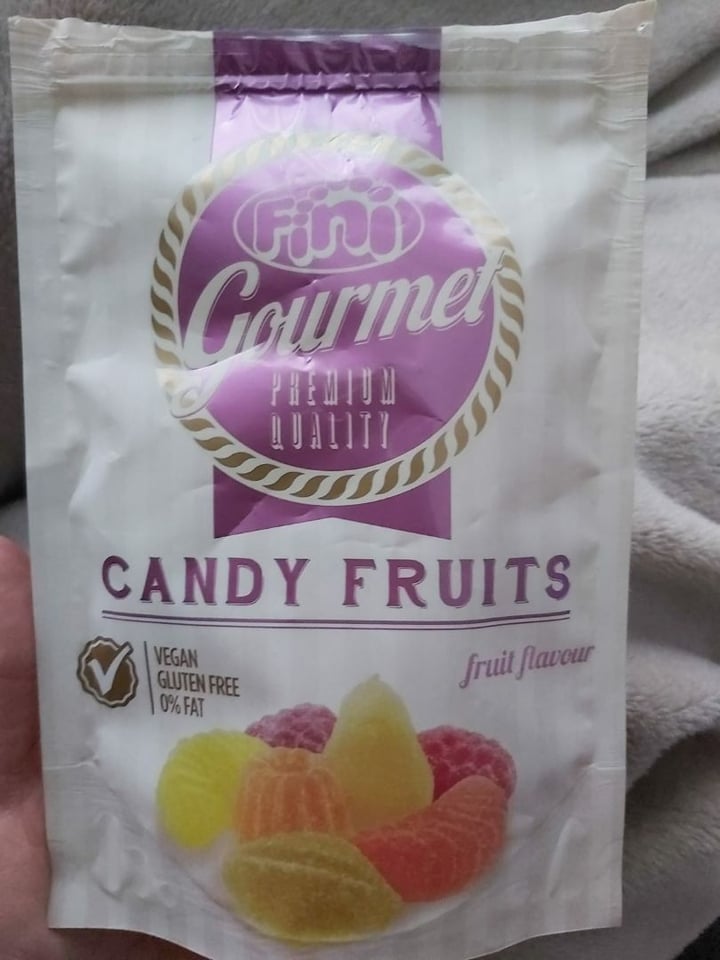 Fini
Gourmet
PREMIUM
QUALITY
CANDY FRUITS
VEGAN
GLUTEN FREE
0% FAT
fruit flavour